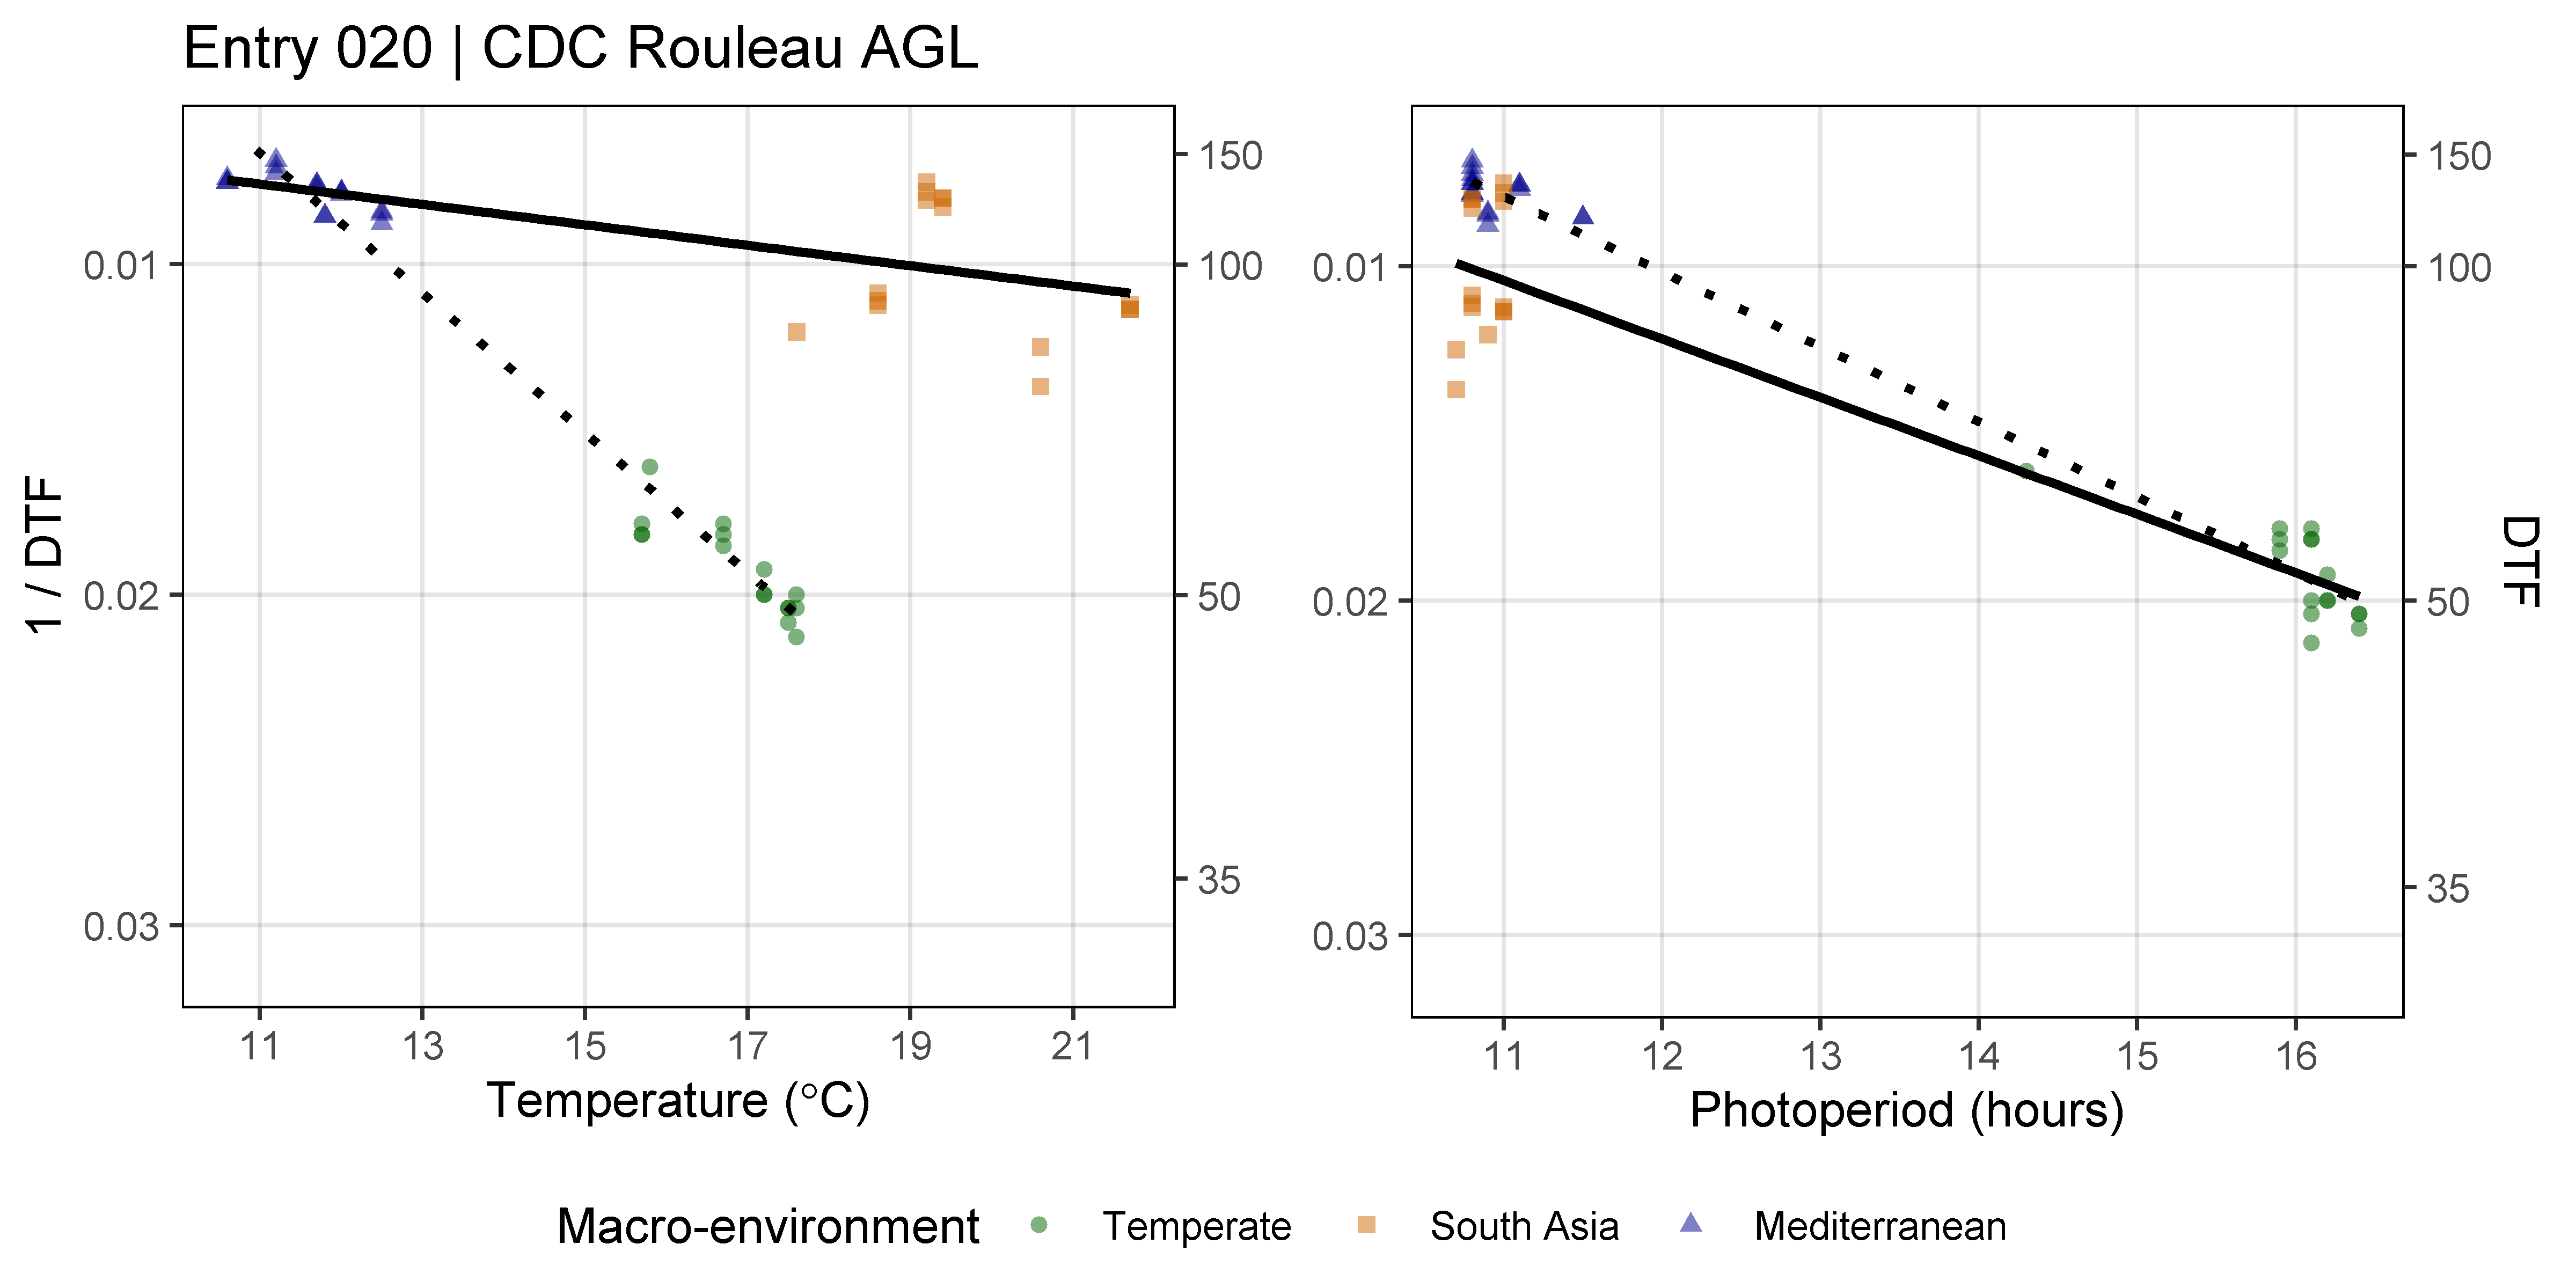 Entry 020 | CDC Rouleau AGL
1 / DTF
0.01
0.02
0.03
150
100
50
35
11 13 15 17 19 21
Temperature (°C)
0.01
0.02
0.03
150
100
50
35
DTF
11 12 13 14 15 16
Photoperiod (hours)
Macro-environment Temperate South Asia Mediterranean